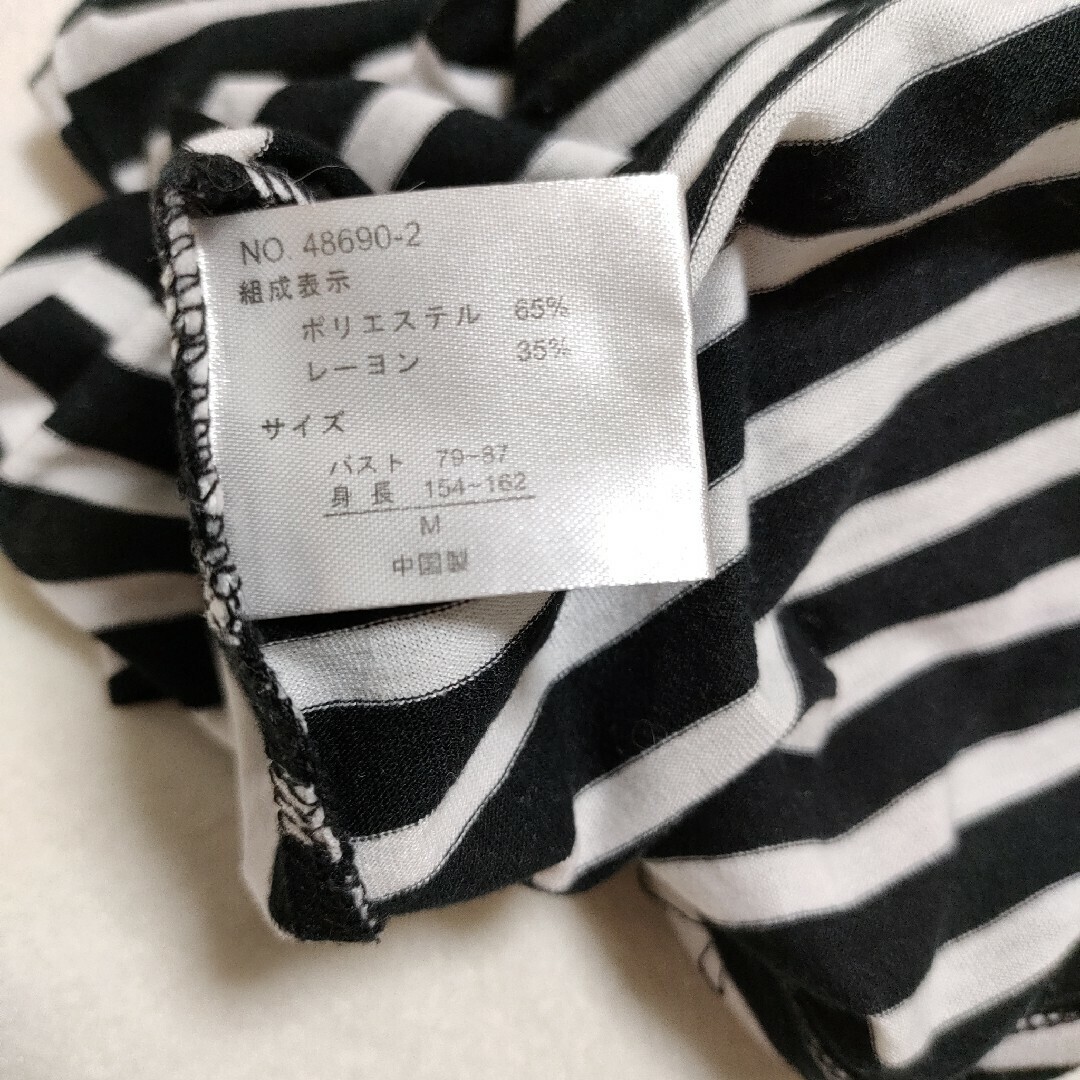 NO. 48690-2
組成表示
ポリエステル 65%
レーヨン 35%
サイズ
バスト 79~87
身長 154~162
M
中国製